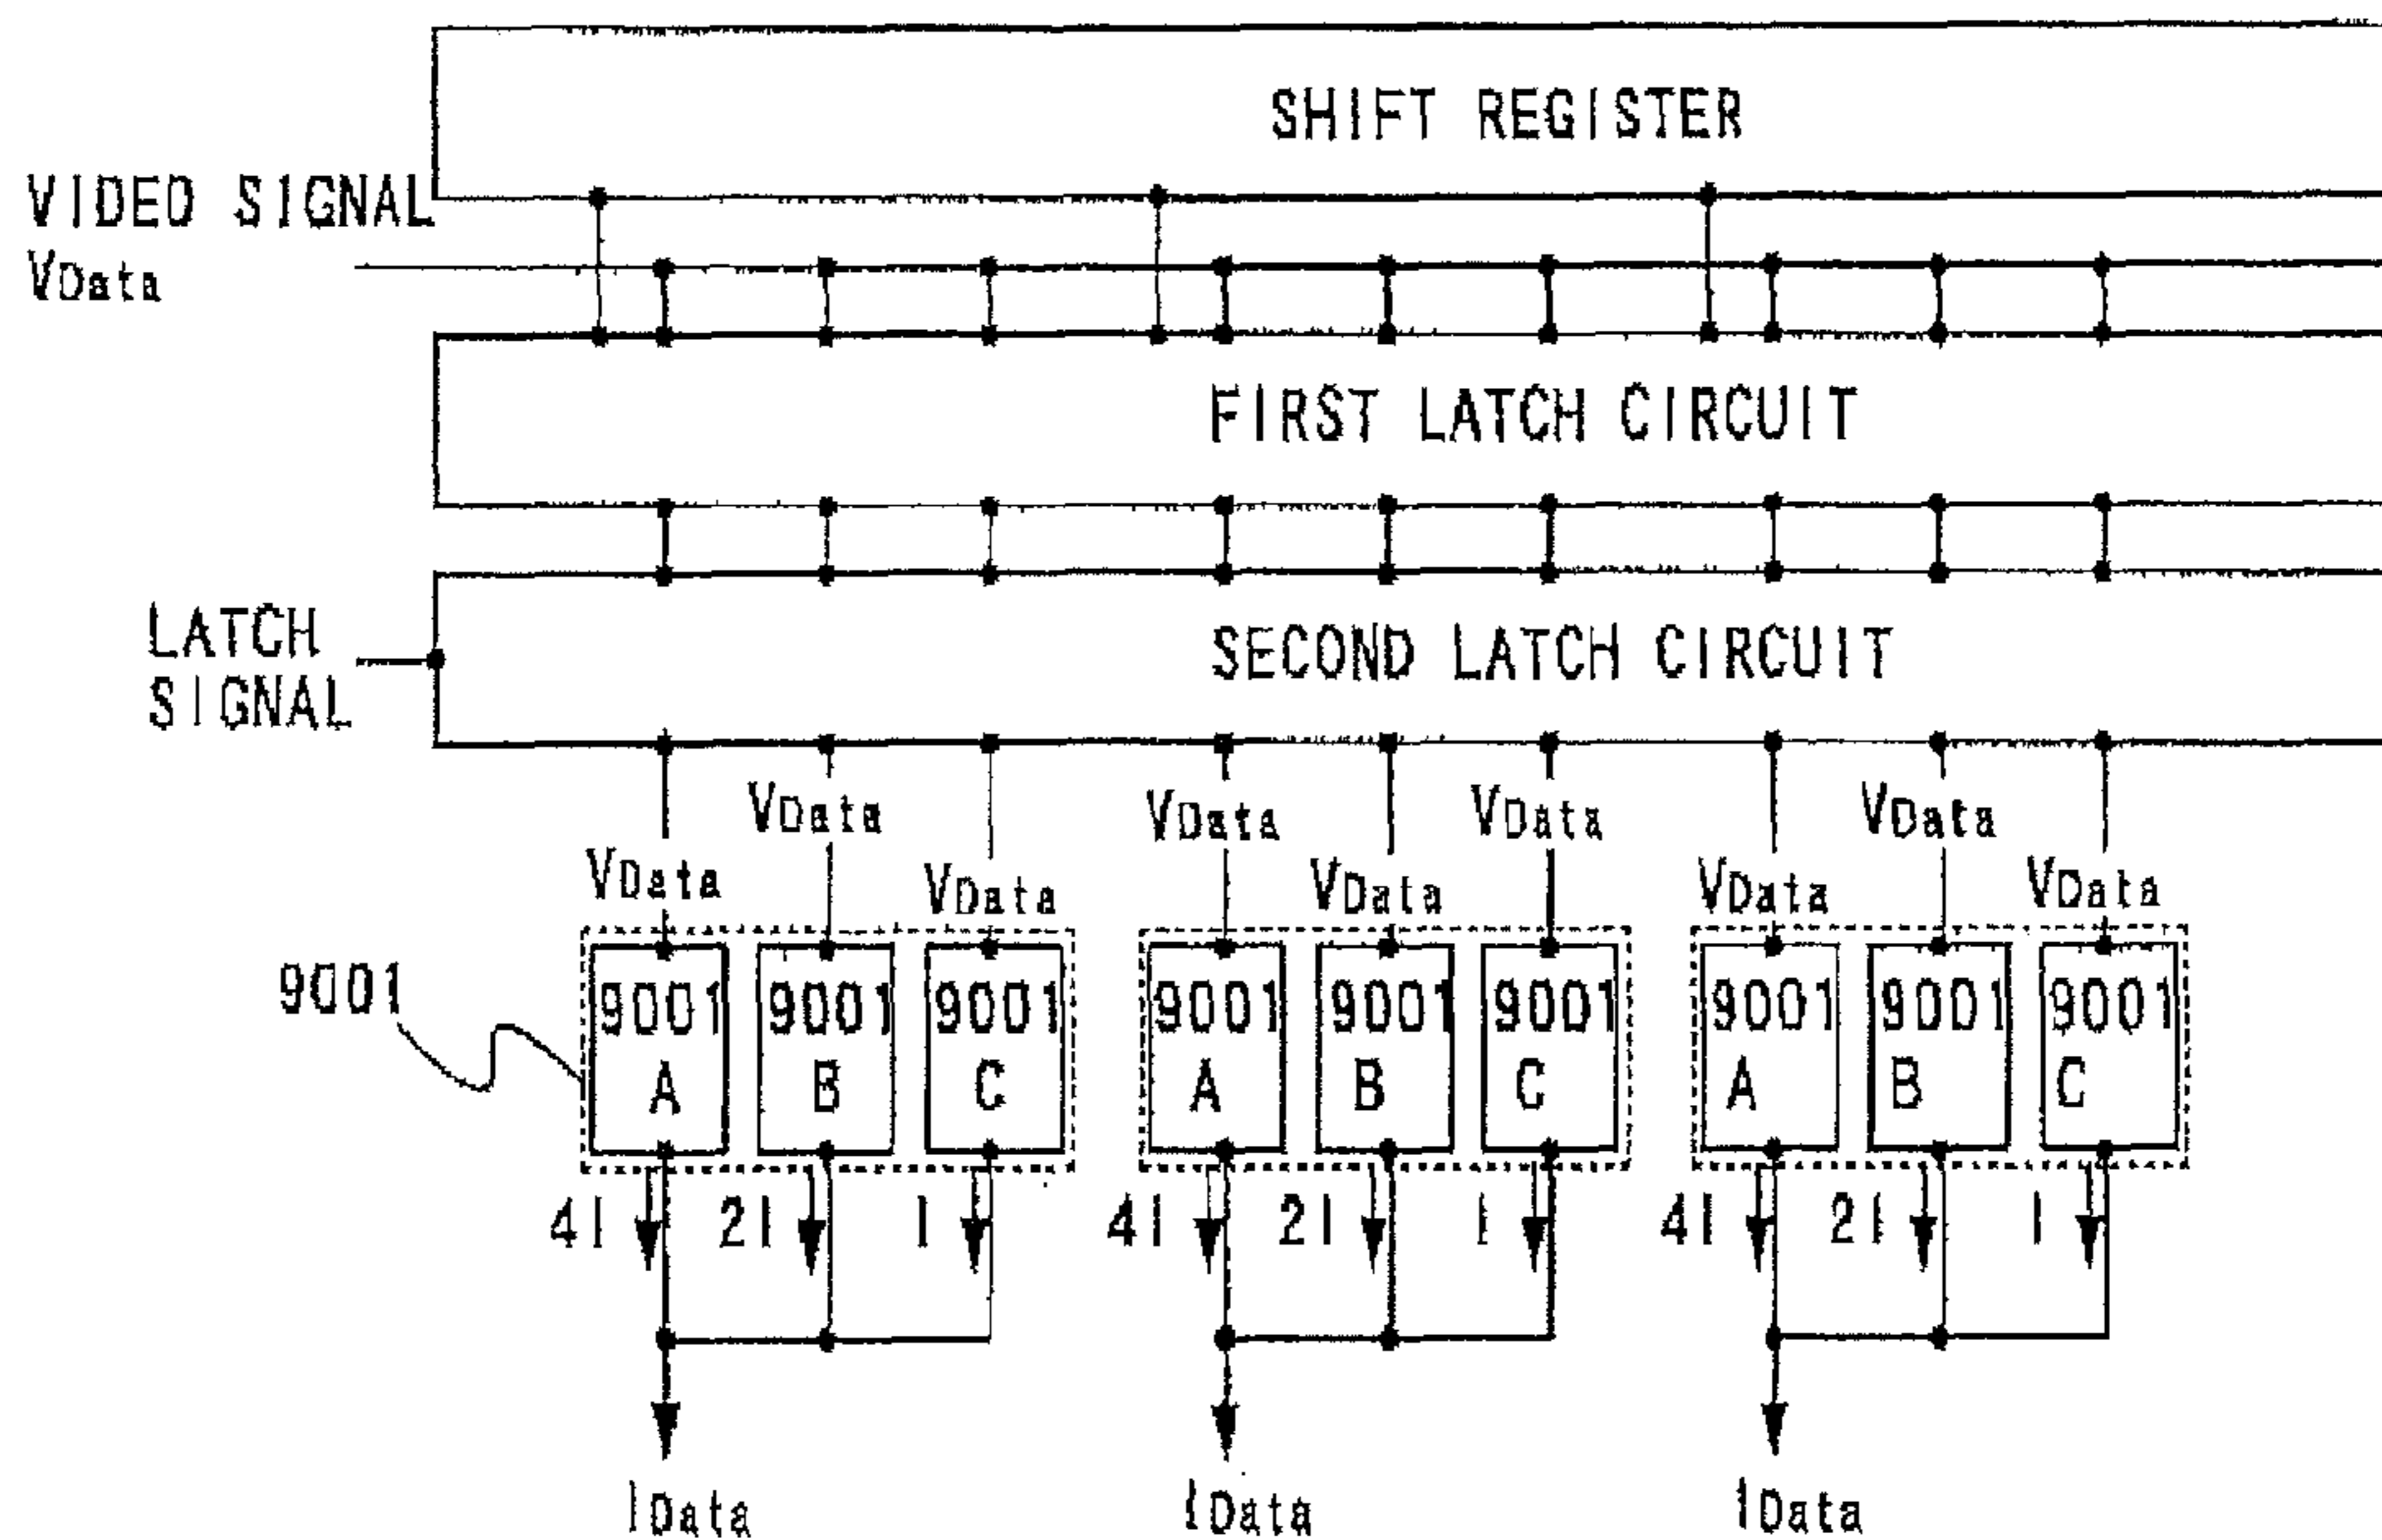 SHIFT REGISTER
VIDEO SIGNAL
VData
FIRST LATCH CIRCUIT
LATCH
SIGNAL
SECOND LATCH CIRCUIT
VData VData VData VData
VData VData VData VData VData
9001
9001 9001 9001 9001 9001 9001 9001 9001 9001
A B C A B C A B C
4I 2I I 4I 2I I 4I 2I I
IData IData IData